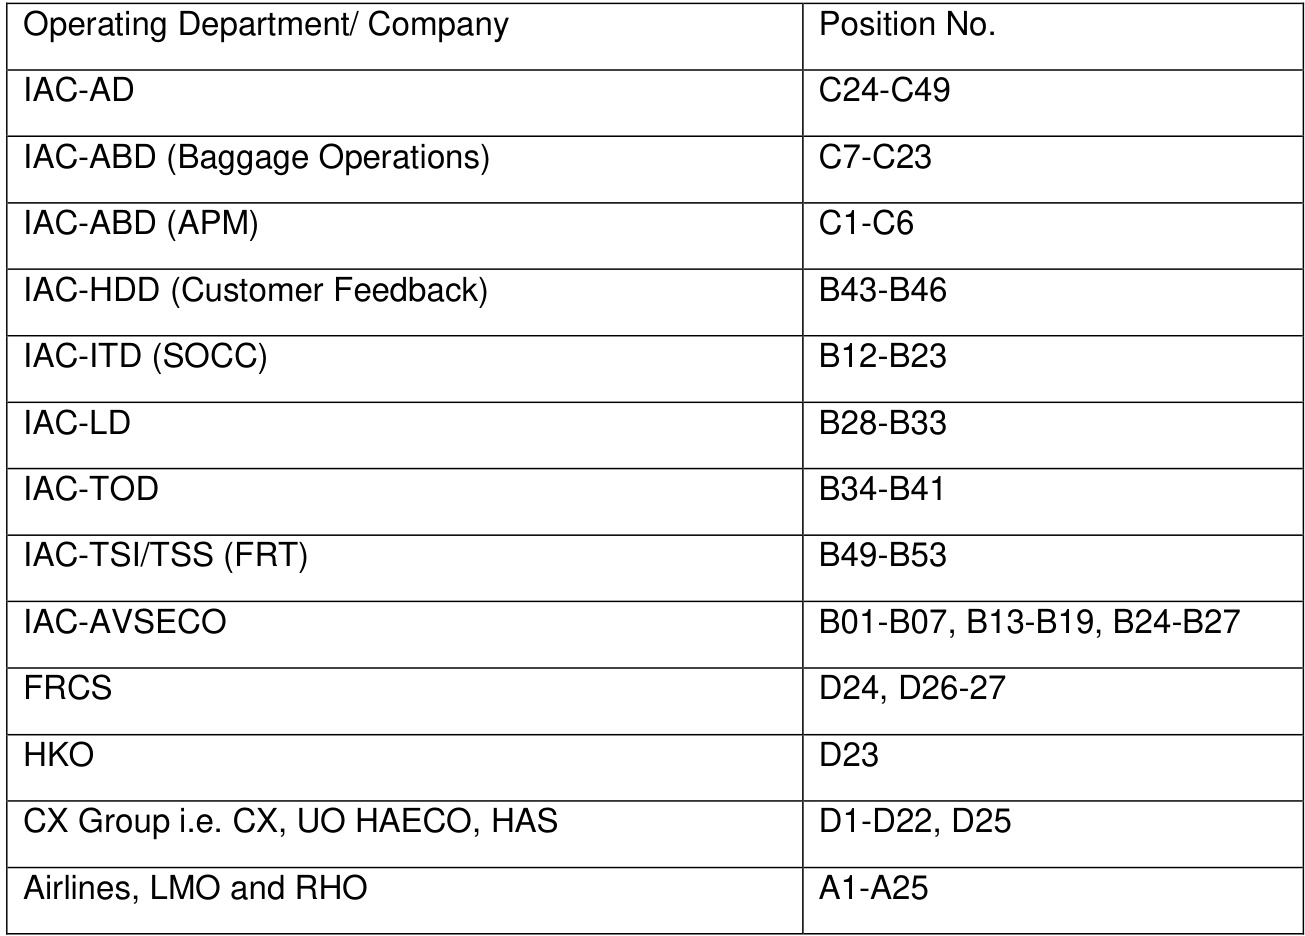 Operating Department/ Company Position No.
IAC-AD C24-C49
IAC-ABD (Baggage Operations) C7-C23
IAC-ABD (APM) C1-C6
IAC-HDD (Customer Feedback) B43-B46
IAC-ITD (SOCC) B12-B23
IAC-LD B28-B33
IAC-TOD B34-B41
IAC-TSI/TSS (FRT) B49-B53
IAC-AVSECO B01-B07, B13-B19, B24-B27
FRCS D24, D26-27
HKO D23
CX Group i.e. CX, UO HAECO, HAS D1-D22, D25
Airlines, LMO and RHO A1-A25